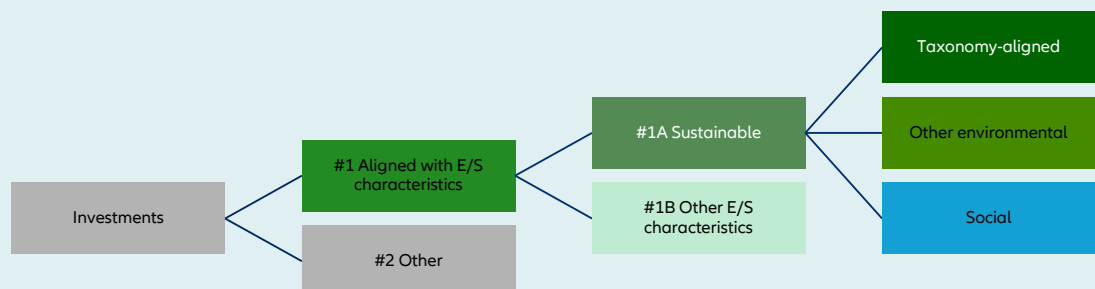 Investments
#1 Aligned with E/S
characteristics
#2 Other
#1A Sustainable
#1B Other E/S
characteristics
Taxonomy-aligned
Other environmental
Social